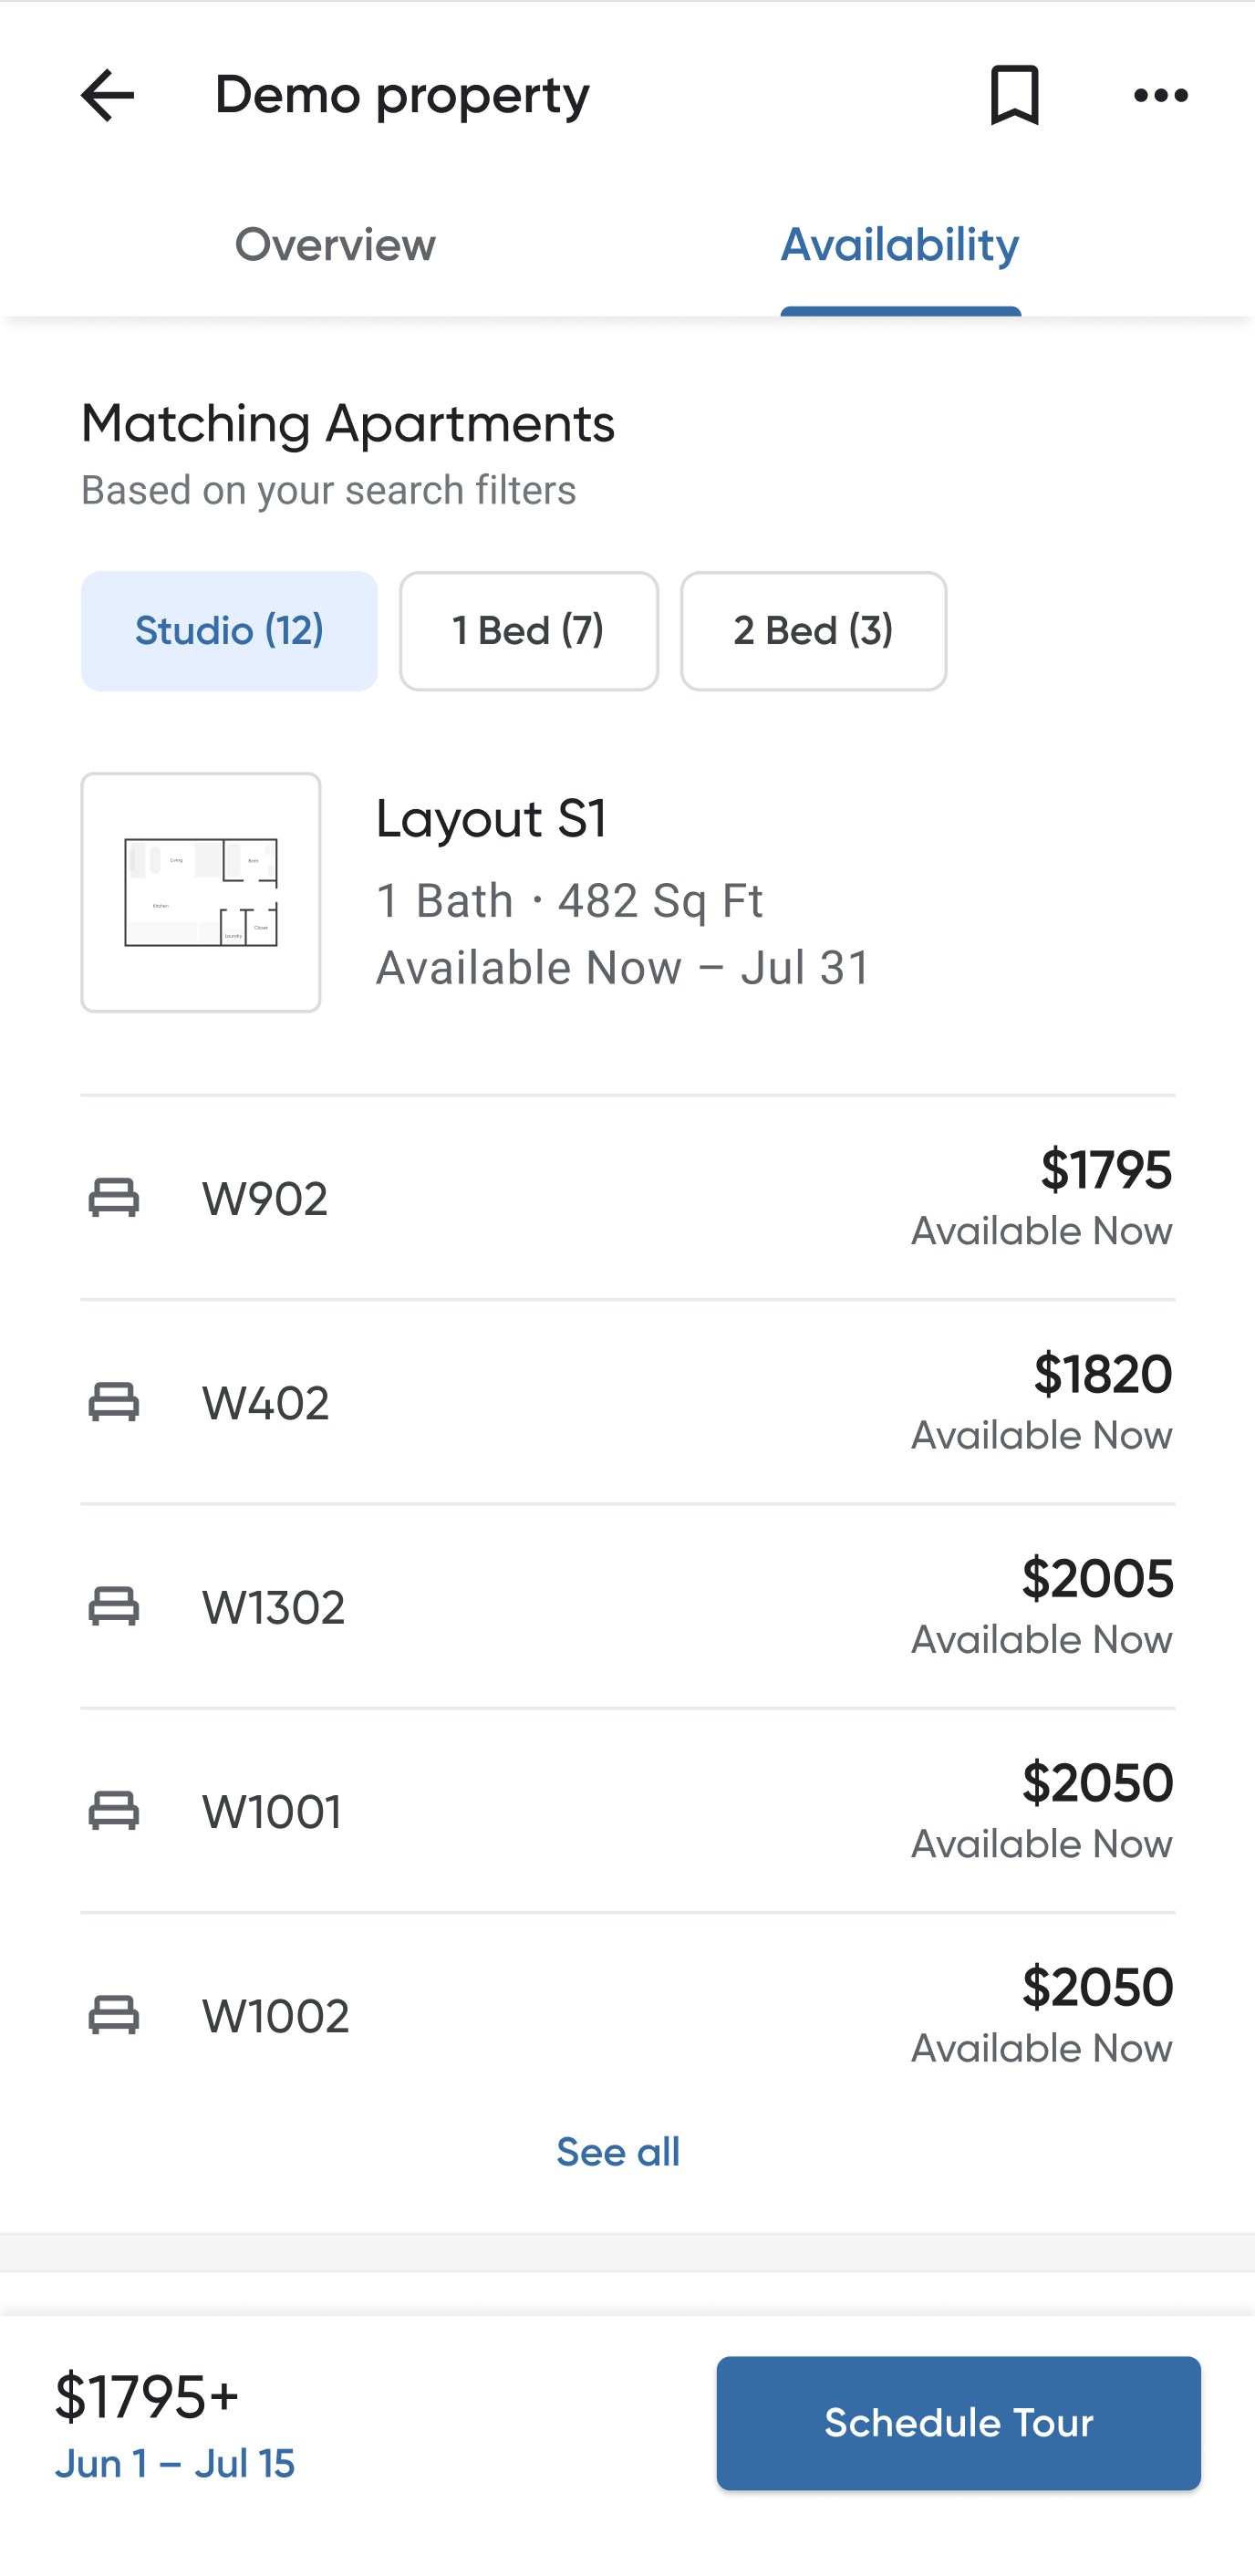 Demo property
Overview
Availability
Matching Apartments
Based on your search filters
Studio (12)
1 Bed (7)
2 Bed (3)
Living
Bath
Kitchen
Closet
Laundry
Layout S1
1 Bath · 482 Sq Ft
Available Now – Jul 31
W902
$1795
Available Now
W402
$1820
Available Now
W1302
$2005
Available Now
W1001
$2050
Available Now
W1002
$2050
Available Now
See all
$1795+
Jun 1 – Jul 15
Schedule Tour